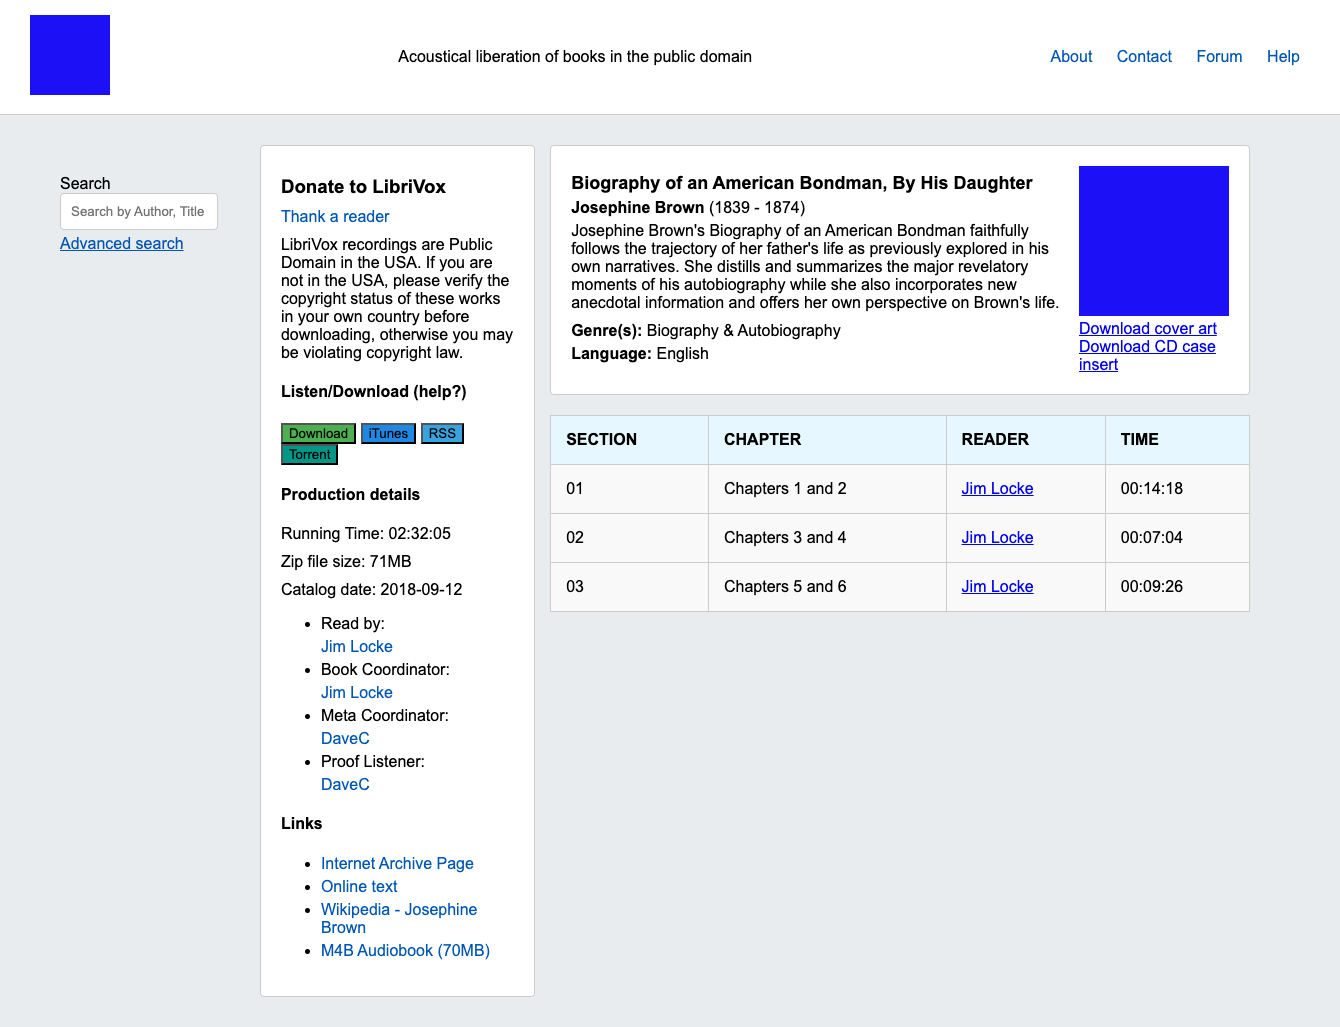 Acoustical liberation of books in the public domain
About Contact Forum Help
Search
Search by Author, Title
Advanced search
Donate to LibriVox
Thank a reader
LibriVox recordings are Public
Domain in the USA. If you are
not in the USA, please verify the
copyright status of these works
in your own country before
downloading, otherwise you may
be violating copyright law.
Listen/Download (help?)
Download iTunes RSS
Torrent
Production details
Running Time: 02:32:05
Zip file size: 71MB
Catalog date: 2018-09-12
Read by:
Jim Locke
Book Coordinator:
Jim Locke
Meta Coordinator:
DaveC
Proof Listener:
DaveC
Links
Internet Archive Page
Online text
Wikipedia - Josephine
Brown
M4B Audiobook (70MB)
Biography of an American Bondman, By His Daughter
Josephine Brown (1839 - 1874)
Josephine Brown's Biography of an American Bondman faithfully
follows the trajectory of her father's life as previously explored in his
own narratives. She distills and summarizes the major revelatory
moments of his autobiography while she also incorporates new
anecdotal information and offers her own perspective on Brown's life.
Genre(s): Biography & Autobiography
Language: English
Download cover art
Download CD case
insert
SECTION CHAPTER READER TIME
01 Chapters 1 and 2 Jim Locke 00:14:18
02 Chapters 3 and 4 Jim Locke 00:07:04
03 Chapters 5 and 6 Jim Locke 00:09:26